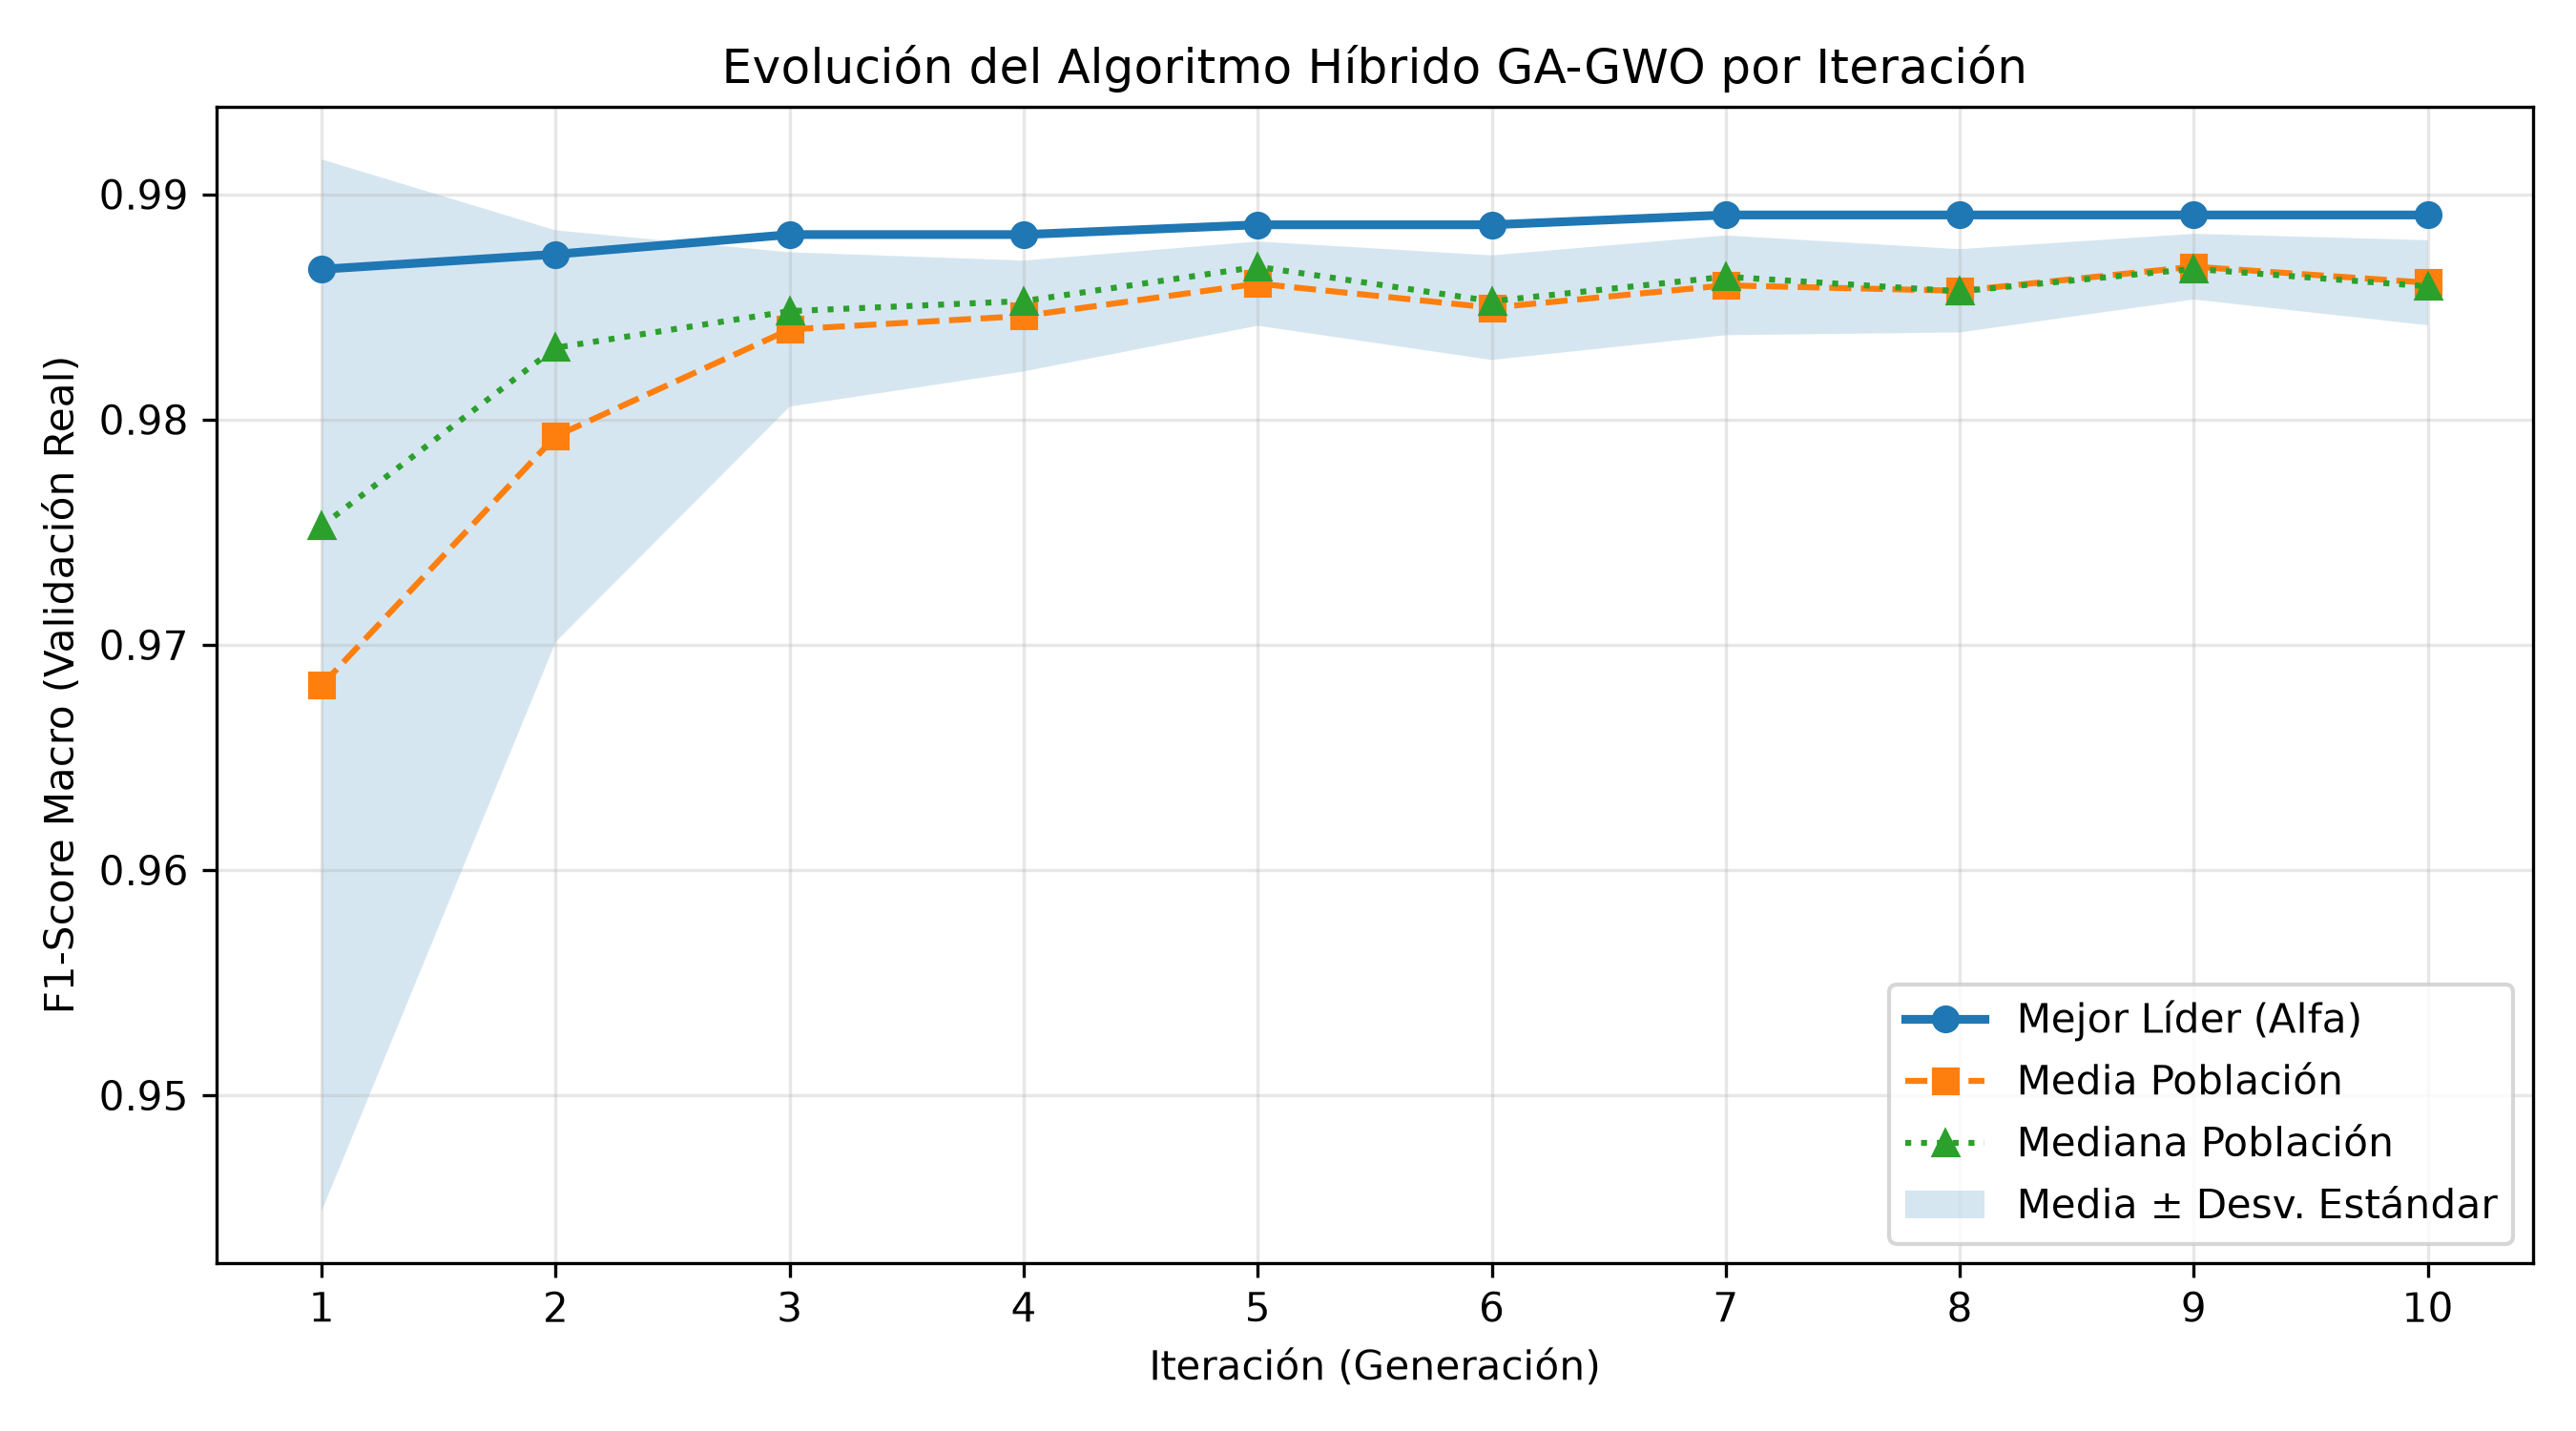 Evolución del Algoritmo Híbrido GA-GWO por Iteración
F1-Score Macro (Validación Real)
0.99
0.98
0.97
0.96
0.95
Mejor Líder (Alfa)
Media Población
Mediana Población
Media ± Desv. Estándar
1 2 3 4 5 6 7 8 9 10
Iteración (Generación)